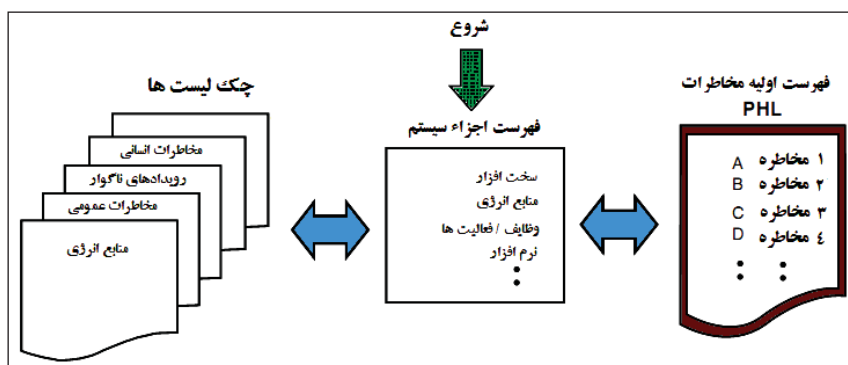 شروع
چک لیست ها
مخاطرات انسانی
رویدادهای ناگوار
مخاطرات عمومی
منابع انرژی
فهرست اجزاء سیستم
سخت افزار
منابع انرژی
وظایف / فعالیت ها
نرم افزار
فهرست اولیه مخاطرات
PHL
۱ مخاطره A
۲ مخاطره B
۳ مخاطره C
٤ مخاطره D